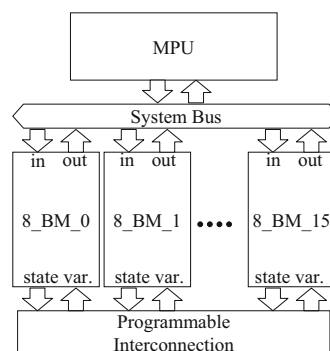 MPU
System Bus
in out in out in out
8_BM_0 8_BM_1 •••• 8_BM_15
state var. state var. state var.
Programmable
Interconnection